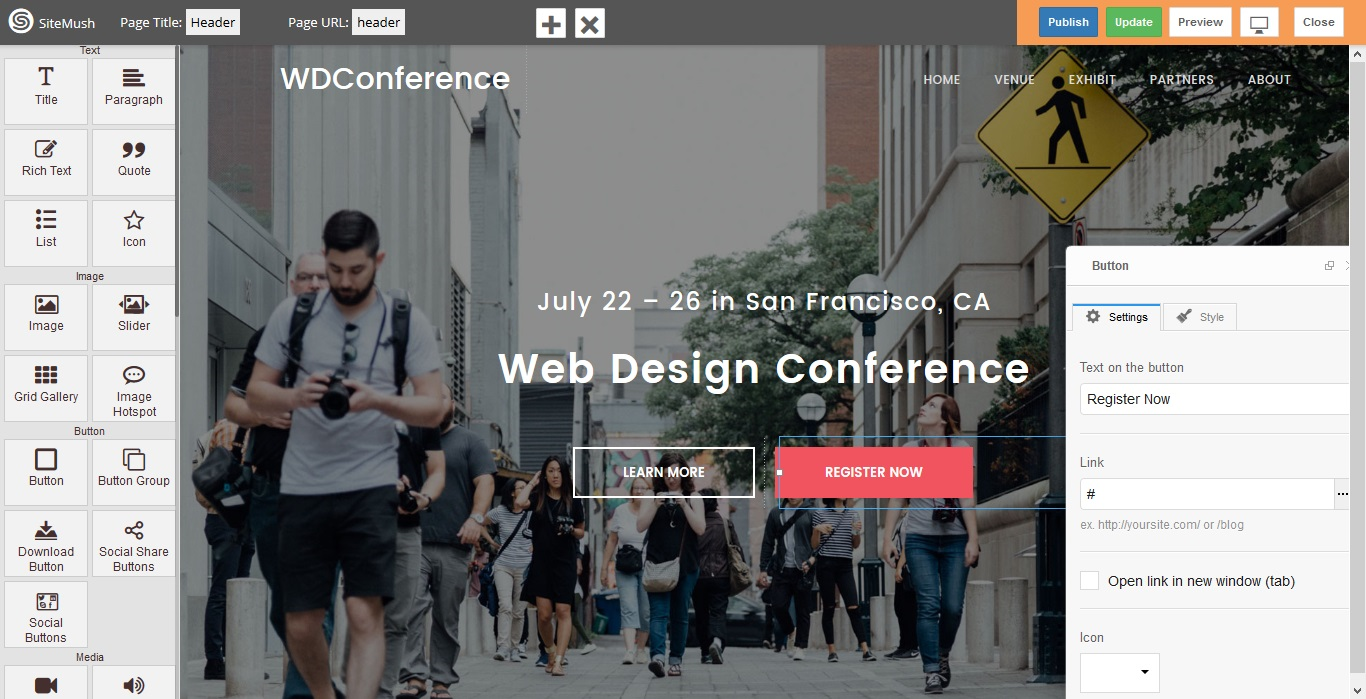 SiteMush Page Title: Header Page URL: header Publish Update Preview Close
Text
Title Paragraph
Rich Text Quote
List Icon
Image
Image Slider
Grid Gallery Image Hotspot
Button
Button Button Group
Download Button Social Share Buttons
Social Buttons
Media
WDConference
HOME VENUE EXHIBIT PARTNERS ABOUT
July 22 – 26 in San Francisco, CA
Web Design Conference
LEARN MORE REGISTER NOW
Button
Settings Style
Text on the button
Register Now
Link
#
...
ex. http://yoursite.com/ or /blog
Open link in new window (tab)
Icon